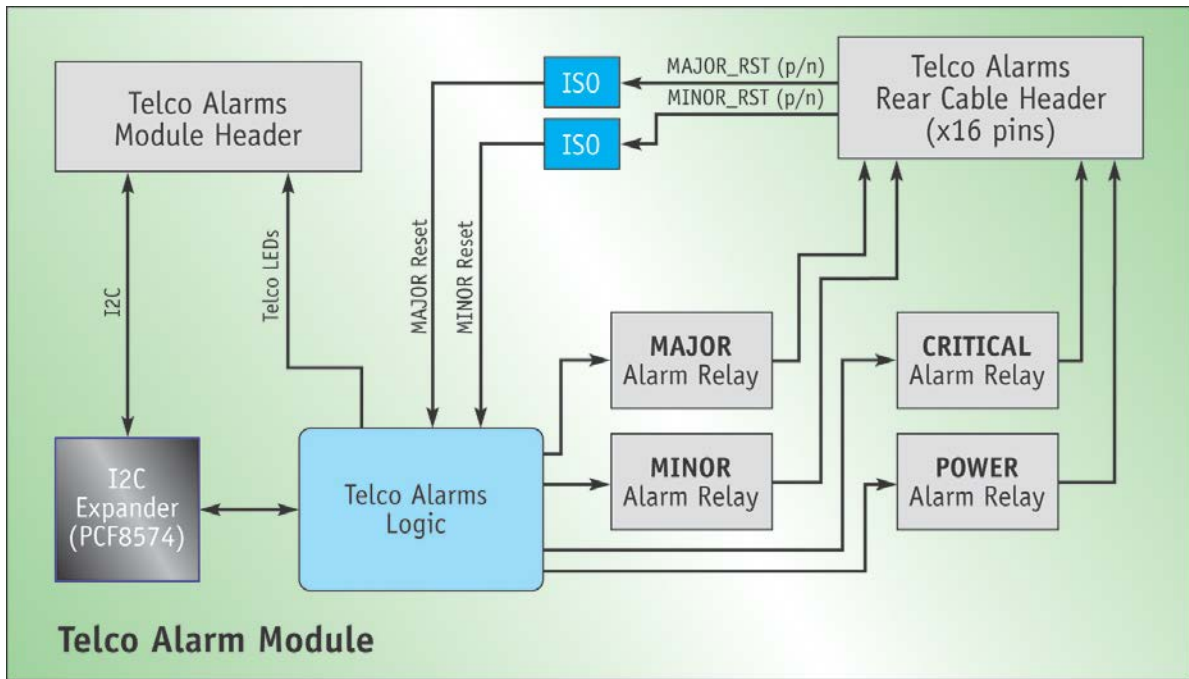 Telco Alarms
Module Header
ISO
ISO
MAJOR_RST (p/n)
MINOR_RST (p/n)
Telco Alarms
Rear Cable Header
(x16 pins)
I2C
Telco LEDs
MAJOR Reset
MINOR Reset
MAJOR
Alarm Relay
CRITICAL
Alarm Relay
MINOR
Alarm Relay
POWER
Alarm Relay
I2C
Expander
(PCF8574)
Telco Alarms
Logic
Telco Alarm Module